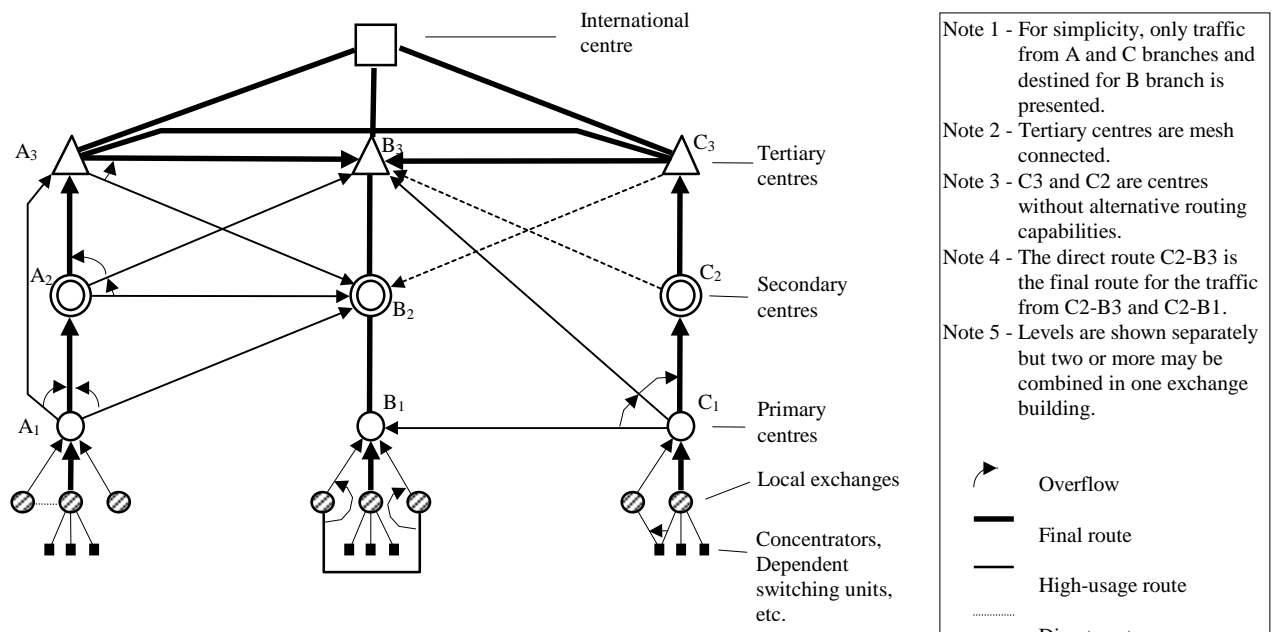 International
centre
A3
B3
C3
Tertiary
centres
A2
B2
C2
Secondary
centres
A1
B1
C1
Primary
centres
Local exchanges
Concentrators,
Dependent
switching units,
etc.
Note 1 - For simplicity, only traffic
from A and C branches and
destined for B branch is
presented.
Note 2 - Tertiary centres are mesh
connected.
Note 3 - C3 and C2 are centres
without alternative routing
capabilities.
Note 4 - The direct route C2-B3 is
the final route for the traffic
from C2-B3 and C2-B1.
Note 5 - Levels are shown separately
but two or more may be
combined in one exchange
building.
Overflow
Final route
High-usage route